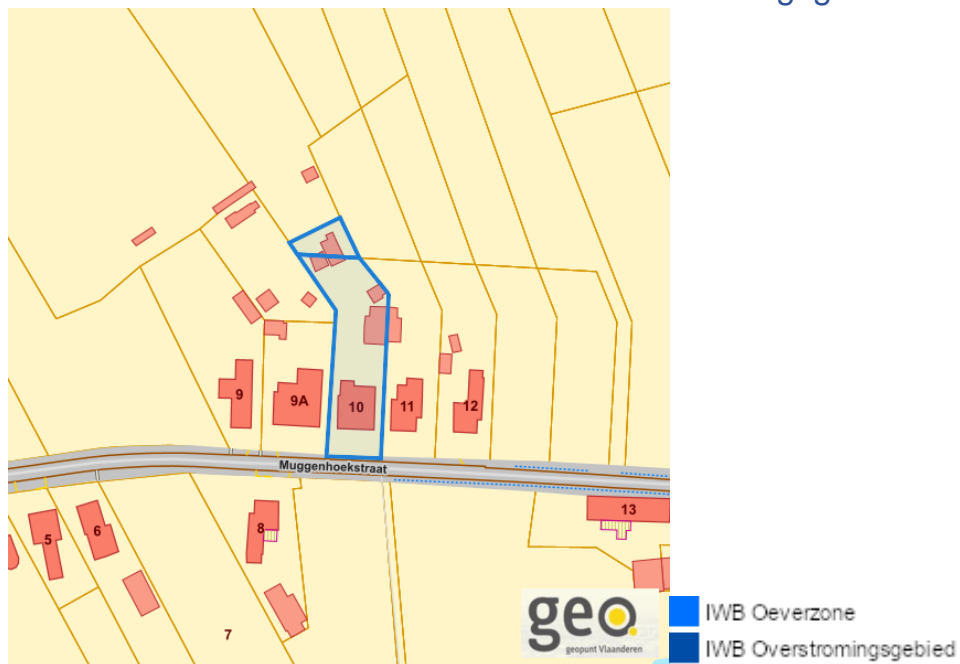 9
9A
10
11
12
Muggenhoekstraat
5
6
8
13
7
geo.
geopunt Vlaanderen
IWB Oeverzone
IWB Overstromingsgebied